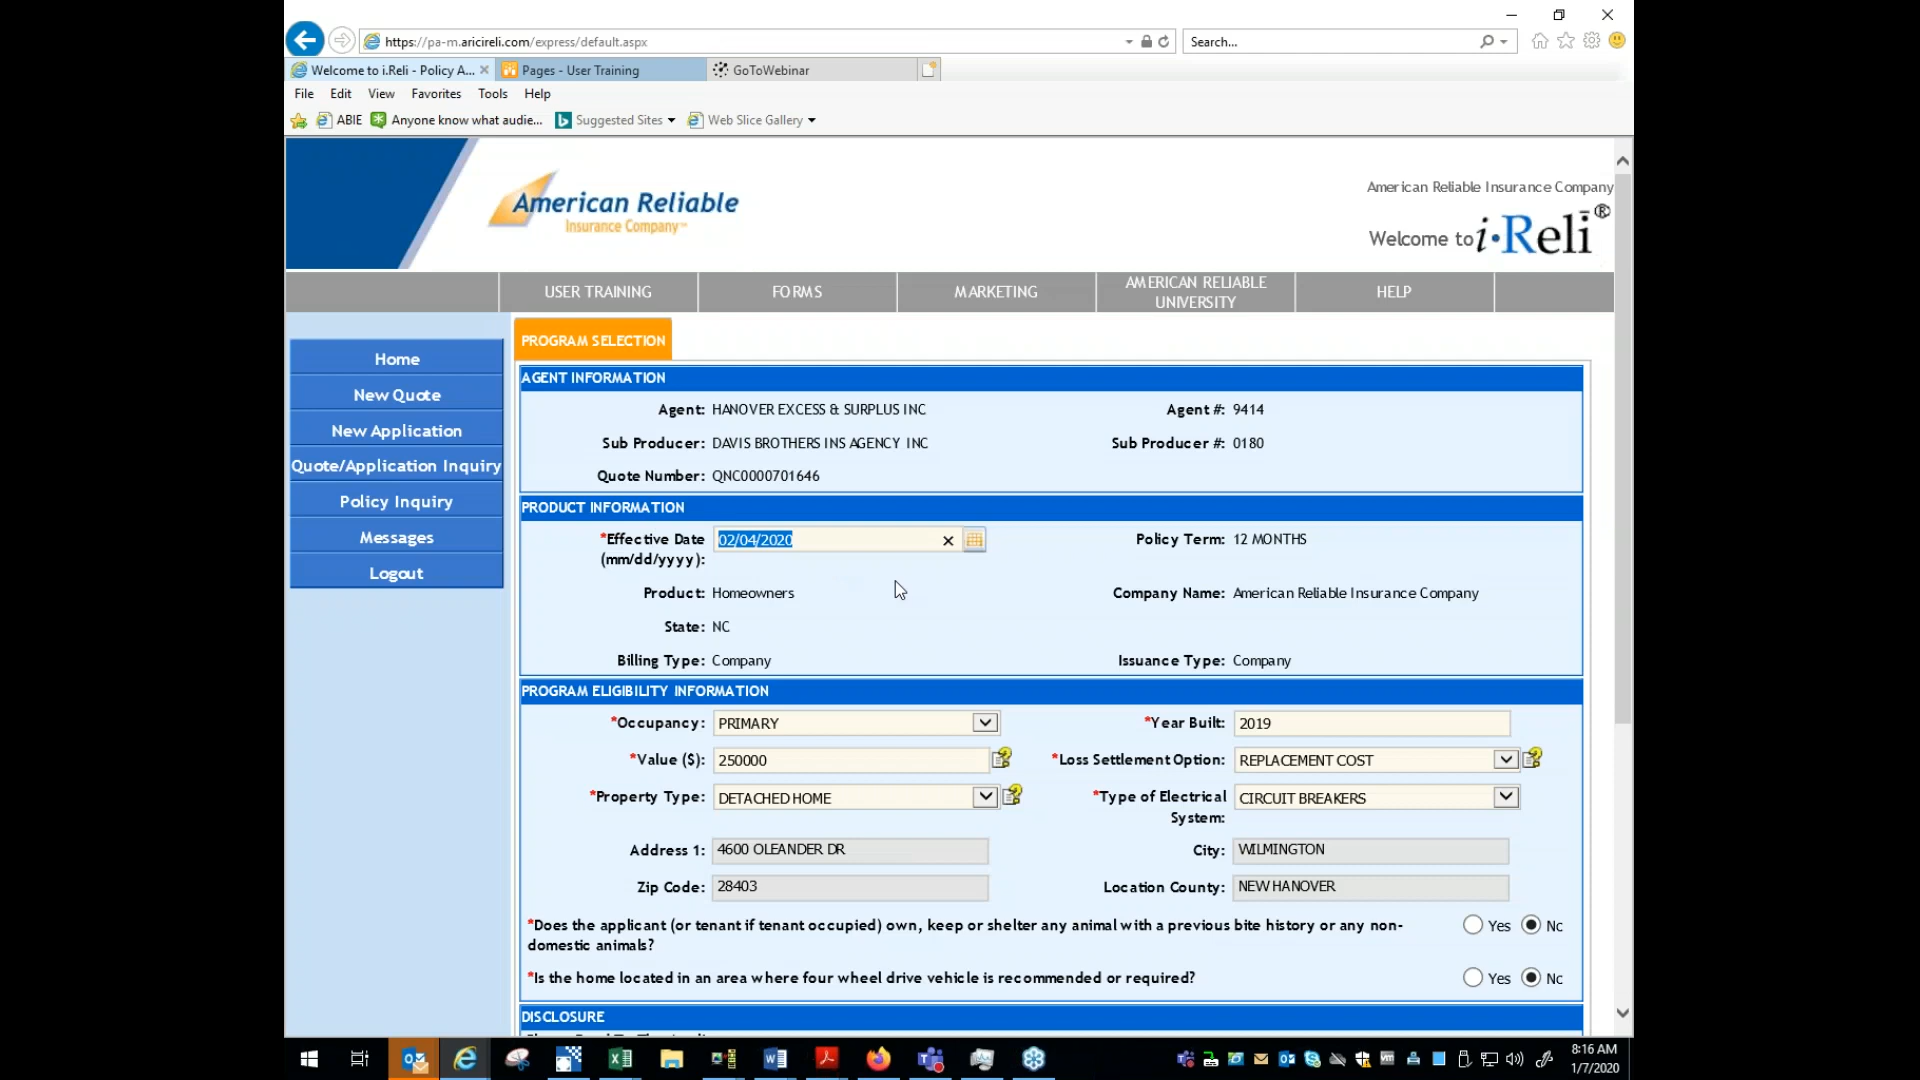 https://pa-m.aricireli.com/express/default.aspx
Search...
Welcome to i.Reli - Policy A...
Pages - User Training
GoToWebinar
File Edit View Favorites Tools Help
ABIE Anyone know what audie... Suggested Sites Web Slice Gallery
American Reliable
Insurance Company
American Reliable Insurance Company
Welcome to i•Reli®
USER TRAINING
FORMS
MARKETING
AMERICAN RELIABLE
UNIVERSITY
HELP
Home
New Quote
New Application
Quote/Application Inquiry
Policy Inquiry
Messages
Logout
PROGRAM SELECTION
AGENT INFORMATION
Agent: HANOVER EXCESS & SURPLUS INC Agent #: 9414
Sub Producer: DAVIS BROTHERS INS AGENCY INC Sub Producer #: 0180
Quote Number: QNC0000701646
PRODUCT INFORMATION
*Effective Date 02/04/2020 Policy Term: 12 MONTHS
(mm/dd/yyyy):
Product: Homeowners Company Name: American Reliable Insurance Company
State: NC
Billing Type: Company Issuance Type: Company
PROGRAM ELIGIBILITY INFORMATION
*Occupancy: PRIMARY *Year Built: 2019
*Value ($): 250000 *Loss Settlement Option: REPLACEMENT COST
*Property Type: DETACHED HOME *Type of Electrical CIRCUIT BREAKERS
System:
Address 1: 4600 OLEANDER DR City: WILMINGTON
Zip Code: 28403 Location County: NEW HANOVER
*Does the applicant (or tenant if tenant occupied) own, keep or shelter any animal with a previous bite history or any non- Yes No
domestic animals?
*Is the home located in an area where four wheel drive vehicle is recommended or required? Yes No
DISCLOSURE
8:16 AM
1/7/2020